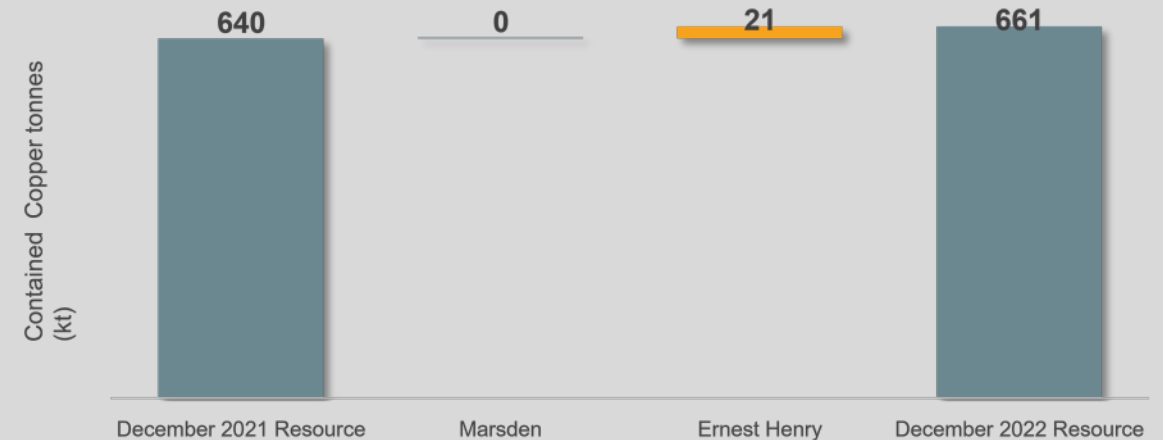 640
0
21
661
Contained Copper tonnes
(kt)
December 2021 Resource
Marsden
Ernest Henry
December 2022 Resource